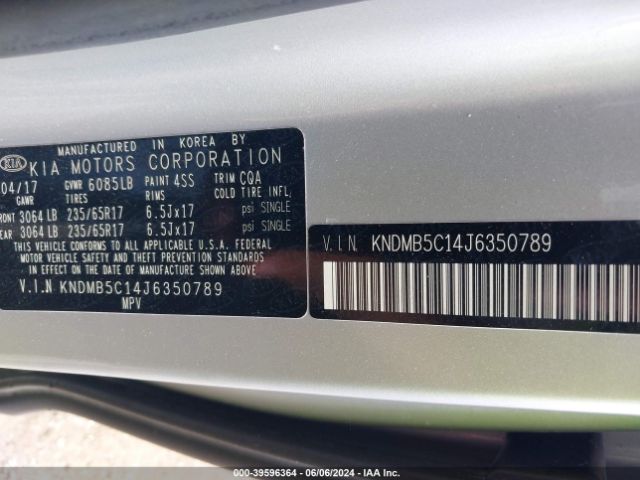 MANUFACTURED IN KOREA BY
KIA KIA MOTORS CORPORATION
04/17 GVWR 6085LB PAINT 4SS TRIM CQA
GAWR TIRES RIMS COLD TIRE INFL,
FRONT 3064 LB 235/65R17 6.5Jx17 psi SINGLE
REAR 3064 LB 235/65R17 6.5Jx17 psi SINGLE
THIS VEHICLE CONFORMS TO ALL APPLICABLE U.S.A. FEDERAL
MOTOR VEHICLE SAFETY AND THEFT PREVENTION STANDARDS
IN EFFECT ON THE DATE OF MANUFACTURE SHOWN ABOVE.
V.I.N KNDMB5C14J6350789
MPV
V.I.N. KNDMB5C14J6350789
000-39596364 | 06/06/2024 - IAA Inc.